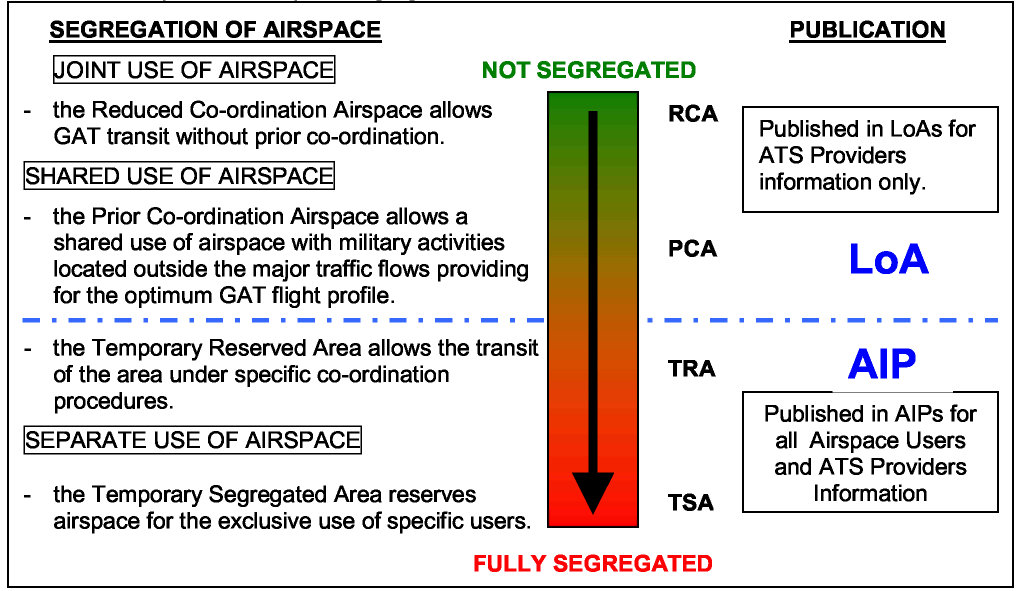 SEGREGATION OF AIRSPACE
PUBLICATION
JOINT USE OF AIRSPACE
NOT SEGREGATED
- the Reduced Co-ordination Airspace allows
GAT transit without prior co-ordination.
RCA
Published in LoAs for
ATS Providers
information only.
SHARED USE OF AIRSPACE
- the Prior Co-ordination Airspace allows a
shared use of airspace with military activities
located outside the major traffic flows providing
for the optimum GAT flight profile.
PCA
LoA
- the Temporary Reserved Area allows the transit
of the area under specific co-ordination
procedures.
TRA
AIP
Published in AIPs for
all Airspace Users
and ATS Providers
Information
SEPARATE USE OF AIRSPACE
- the Temporary Segregated Area reserves
airspace for the exclusive use of specific users.
TSA
FULLY SEGREGATED